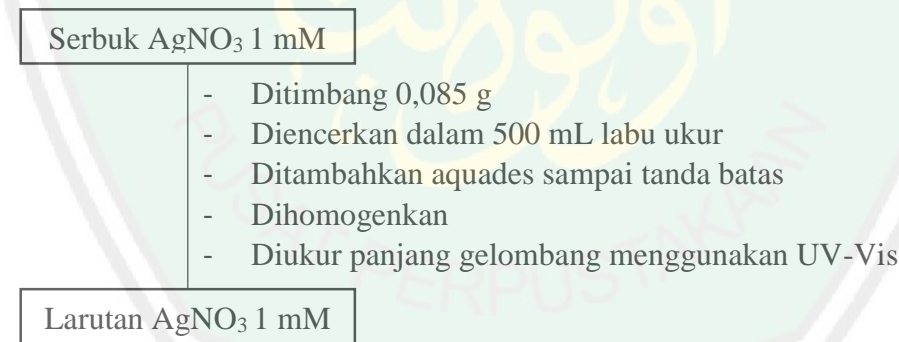 Serbuk AgNO₃ 1 mM
- Ditimbang 0,085 g
- Diencerkan dalam 500 mL labu ukur
- Ditambahkan aquades sampai tanda batas
- Dihomogenkan
- Diukur panjang gelombang menggunakan UV-Vis
Larutan AgNO₃ 1 mM